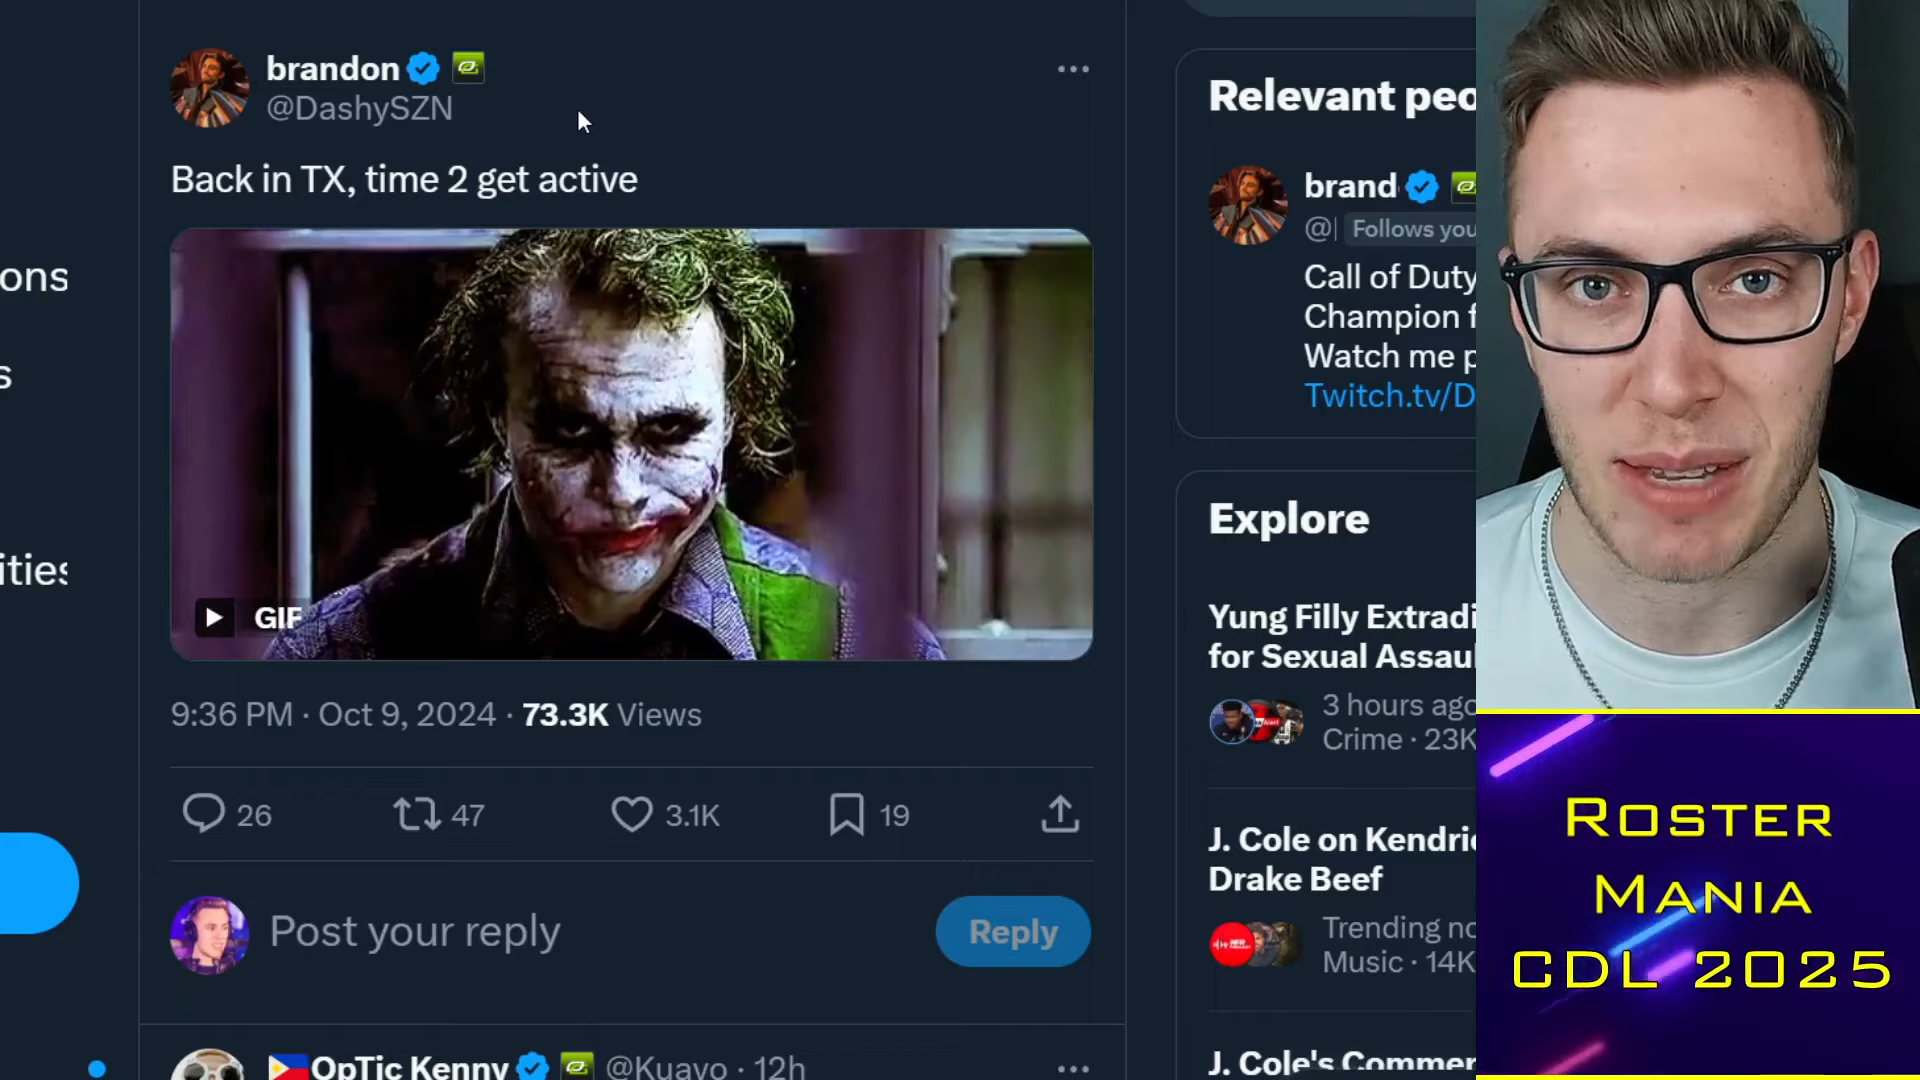 ons
s
ities
brandon
@DashySZN
Back in TX, time 2 get active
GIF
9:36 PM · Oct 9, 2024 · 73.3K Views
26
47
3.1K
19
Post your reply
Reply
OpTic Kenny @Kuavo · 12h
Relevant peo
brand
@
Follows you
Call of Duty
Champion f
Watch me p
Twitch.tv/D
Explore
Yung Filly Extradi
for Sexual Assaul
3 hours ago
Crime · 23K
J. Cole on Kendric
Drake Beef
Trending no
Music · 14K
J. Cole's Commer
Roster
Mania
CDL 2025